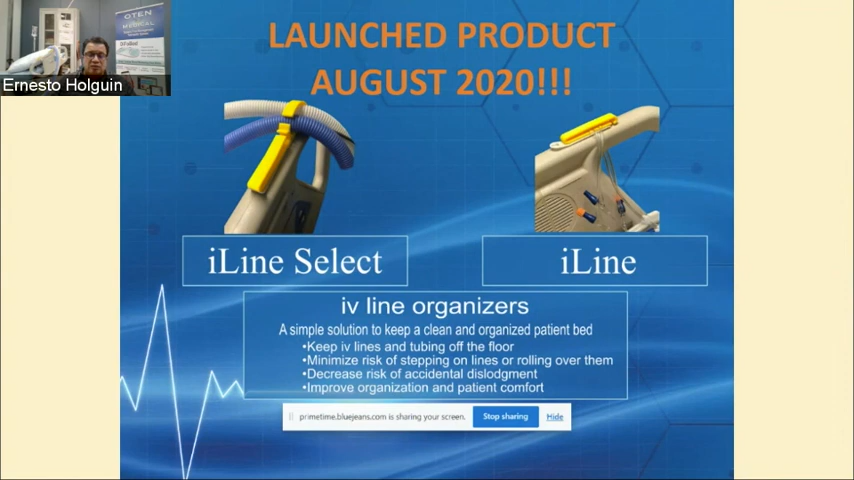 LAUNCHED PRODUCT
AUGUST 2020!!!
OTEN
MEDICAL
Ernesto Holguin
iLine Select
iLine
iv line organizers
A simple solution to keep a clean and organized patient bed
•Keep iv lines and tubing off the floor
•Minimize risk of stepping on lines or rolling over them
•Decrease risk of accidental dislodgment
•Improve organization and patient comfort
primetime.bluejeans.com is sharing your screen.
Stop sharing
Hide